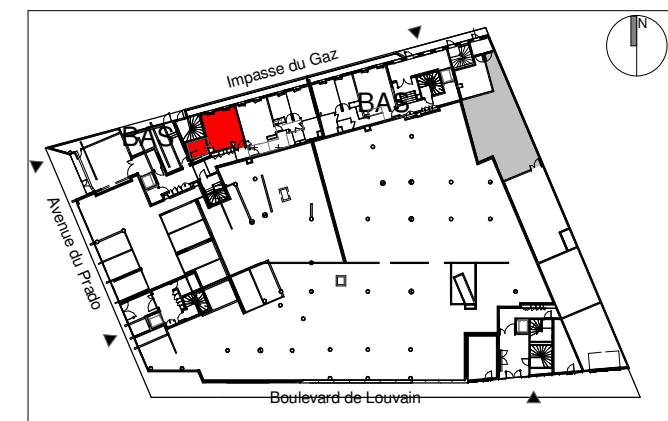 N
Impasse du Gaz
BAS
BAS
Avenue du Prado
Boulevard de Louvain